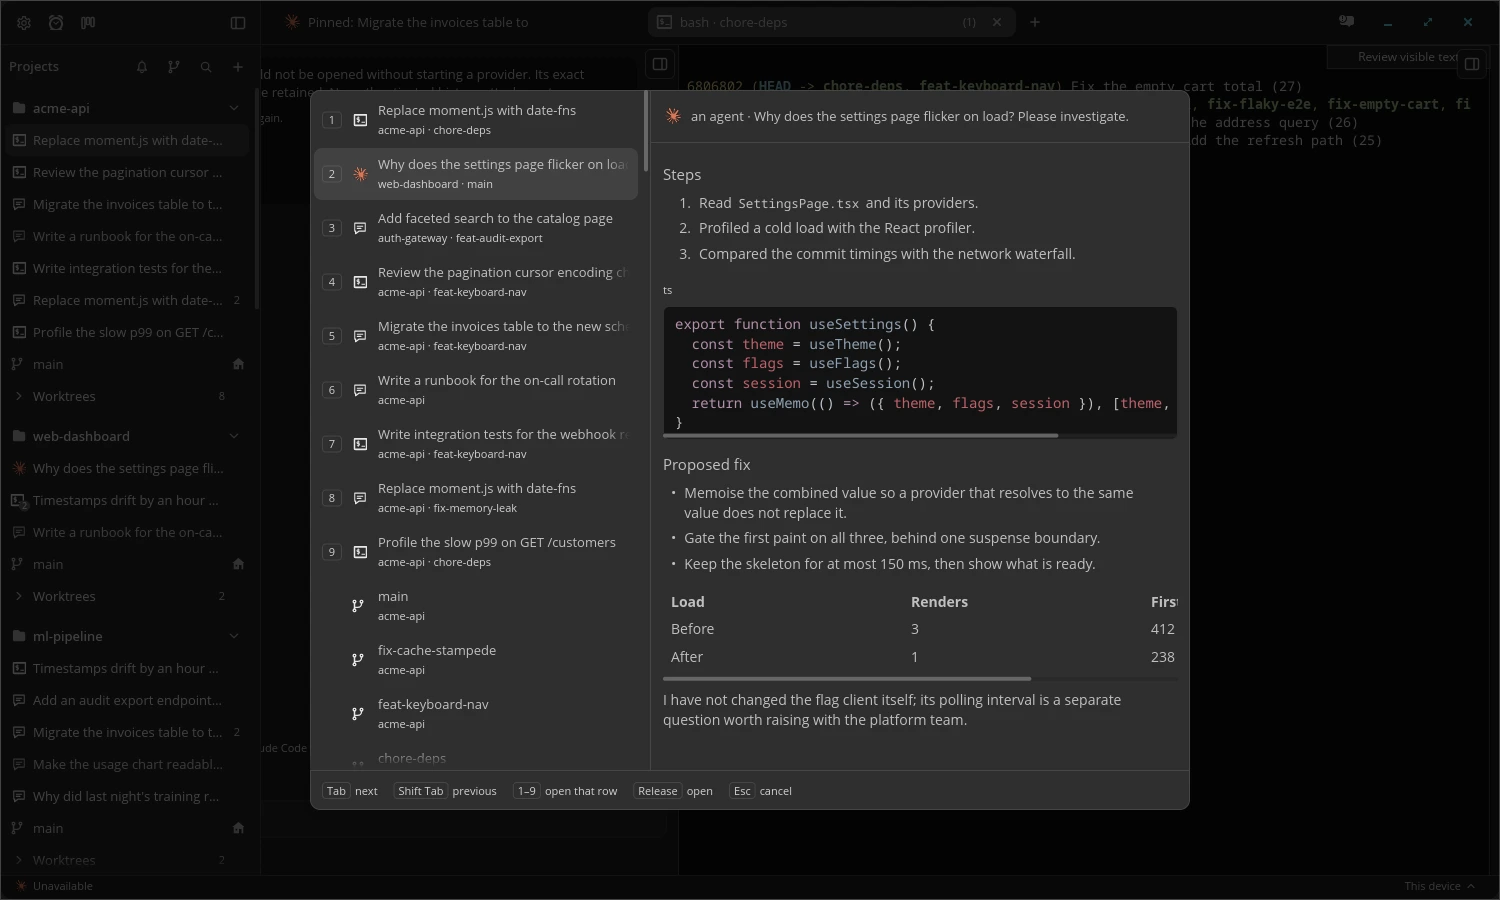 Pinned: Migrate the invoices table to
bash · chore-deps
(1)
Projects
acme-api
Replace moment.js with date-...
Review the pagination cursor ...
Migrate the invoices table to t...
Write a runbook for the on-ca...
Write integration tests for the...
Replace moment.js with date-... 2
Profile the slow p99 on GET /c...
main
Worktrees 8
web-dashboard
Why does the settings page fli...
Timestamps drift by an hour ...
2
Write a runbook for the on-ca...
main
Worktrees 2
ml-pipeline
Timestamps drift by an hour ...
Add an audit export endpoint...
Migrate the invoices table to t... 2
Make the usage chart readabl...
Why did last night's training r...
main
Worktrees 2
Unavailable
ld not be opened without starting a provider. Its exact
gain.
ude Code
Review visible text
6806802 (HEAD -> chore-deps, feat-keyboard-nav) Fix the empty cart total (27)
, fix-flaky-e2e, fix-empty-cart, fi
he address query (26)
dd the refresh path (25)
1 Replace moment.js with date-fns
acme-api · chore-deps
2 Why does the settings page flicker on loa
web-dashboard · main
3 Add faceted search to the catalog page
auth-gateway · feat-audit-export
4 Review the pagination cursor encoding ch
acme-api · feat-keyboard-nav
5 Migrate the invoices table to the new sch
acme-api · feat-keyboard-nav
6 Write a runbook for the on-call rotation
acme-api
7 Write integration tests for the webhook r
acme-api · feat-keyboard-nav
8 Replace moment.js with date-fns
acme-api · fix-memory-leak
9 Profile the slow p99 on GET /customers
acme-api · chore-deps
main
acme-api
fix-cache-stampede
acme-api
feat-keyboard-nav
acme-api
chore-deps
an agent · Why does the settings page flicker on load? Please investigate.
Steps
1. Read SettingsPage.tsx and its providers.
2. Profiled a cold load with the React profiler.
3. Compared the commit timings with the network waterfall.
ts
export function useSettings() {
const theme = useTheme();
const flags = useFlags();
const session = useSession();
return useMemo(() => ({ theme, flags, session }), [theme,
}
Proposed fix
• Memoise the combined value so a provider that resolves to the same
value does not replace it.
• Gate the first paint on all three, behind one suspense boundary.
• Keep the skeleton for at most 150 ms, then show what is ready.
Load Renders First
Before 3 412
After 1 238
I have not changed the flag client itself; its polling interval is a separate
question worth raising with the platform team.
Tab next Shift Tab previous 1–9 open that row Release open Esc cancel
This device